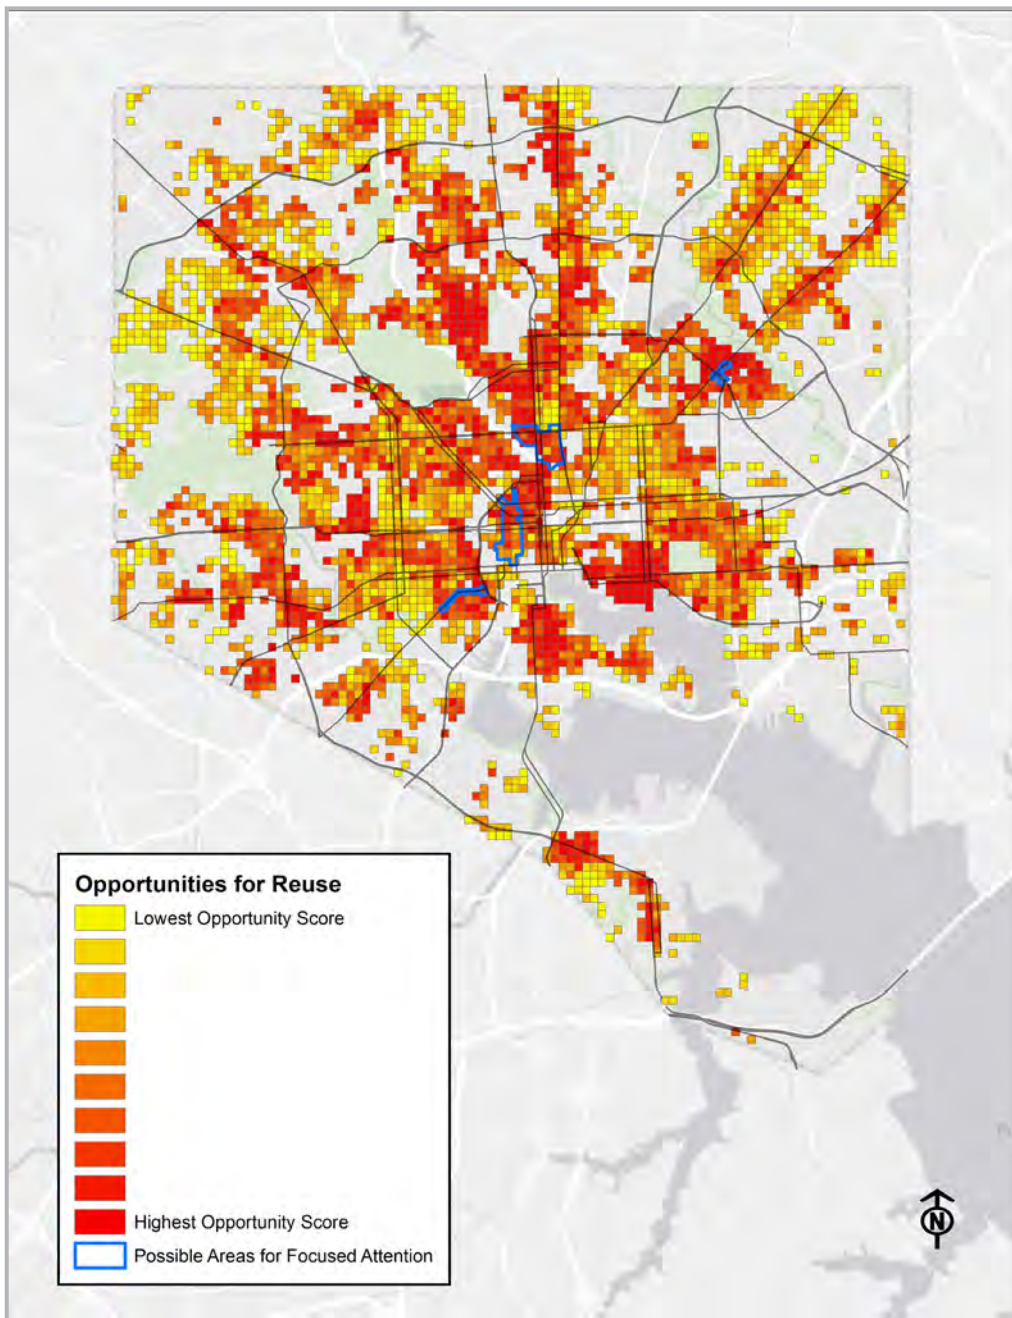 Opportunities for Reuse
Lowest Opportunity Score
Highest Opportunity Score
Possible Areas for Focused Attention
N